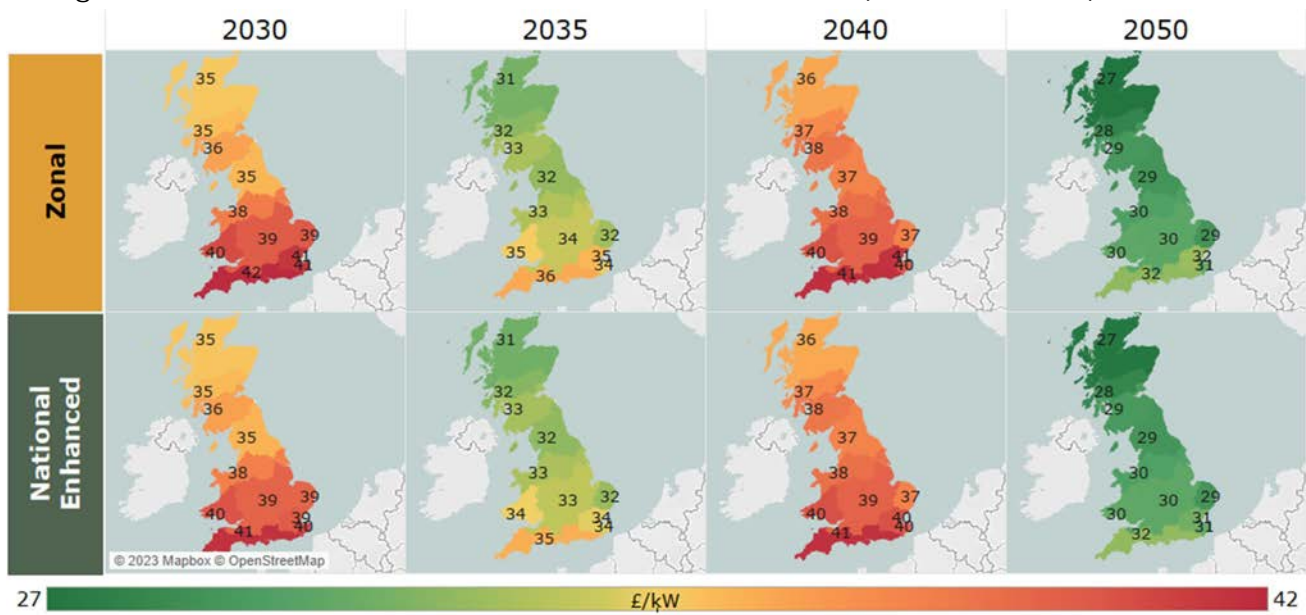 2030 2035 2040 2050
Zonal
35 31 36 27
35 32 37 28
36 33 38 29
35 32 37 29
38 33 38 30
39 39 34 32 39 37 30 29
40 41 35 35 40 41 30 32
42 41 36 34 41 40 32 31
National
Enhanced
35 31 36 27
35 32 37 28
36 33 38 29
35 32 37 29
38 33 38 30
39 39 33 32 39 37 30 29
40 39 34 34 40 40 30 31
41 40 35 34 41 40 32 31
© 2023 Mapbox © OpenStreetMap
27 £/kW 42